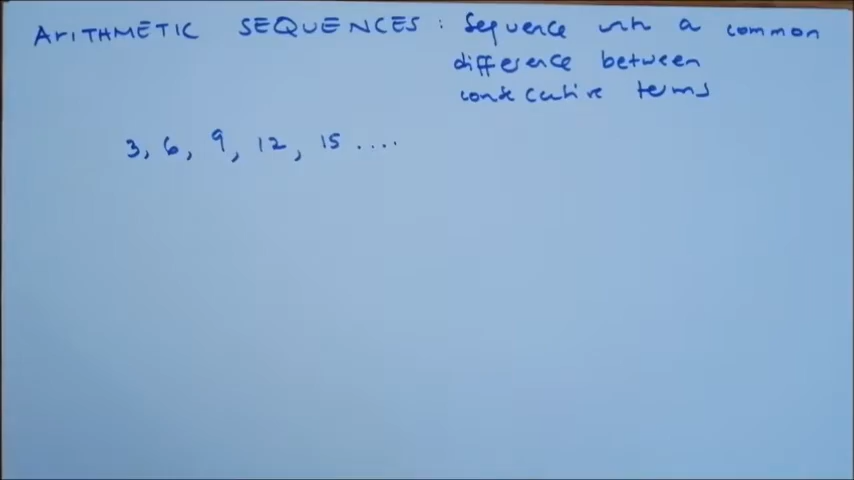 ArITHMETIC SEQUENCES : Sequence with a common
difference between
consecutive terms
3, 6, 9, 12, 15 ....